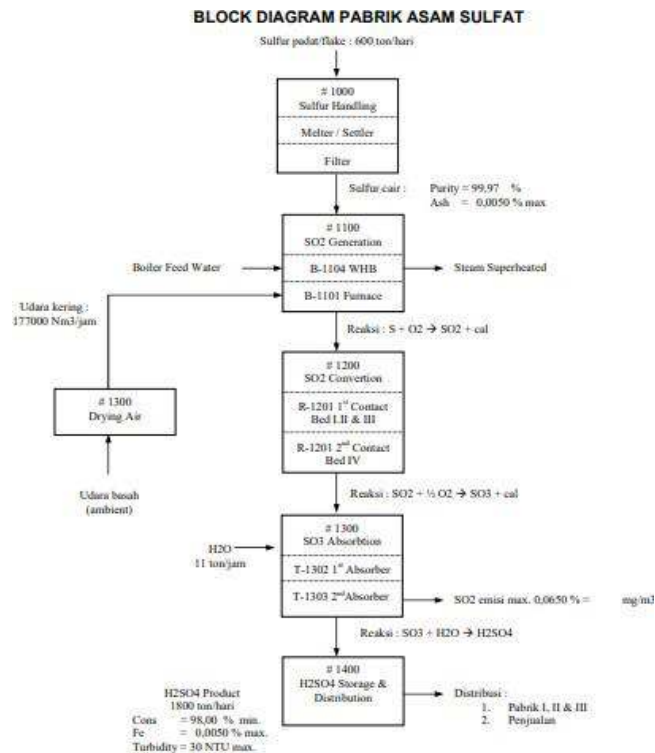 BLOCK DIAGRAM PABRIK ASAM SULFAT
Sulfur padat/flake : 600 ton/hari
# 1000
Sulfur Handling
Melter / Settler
Filter
Sulfur cair : Purity = 99,97 %
Ash = 0,0050 % max
# 1100
SO2 Generation
Boiler Feed Water
B-1104 WHB
Steam Superheated
B-1101 Furnace
Udara kering :
177000 Nm3/jam
Reaksi : S + O2 → SO2 + cal
# 1200
SO2 Convertion
R-1201 1st Contact
Bed I,II & III
R-1201 2nd Contact
Bed IV
# 1300
Drying Air
Udara basah
(ambient)
Reaksi : SO2 + ½ O2 → SO3 + cal
# 1300
SO3 Absorbtion
H2O
11 ton/jam
T-1302 1st Absorber
T-1303 2nd Absorber
SO2 emisi max. 0,0650 % = mg/m3
Reaksi : SO3 + H2O → H2SO4
# 1400
H2SO4 Storage &
Distribution
H2SO4 Product
1800 ton/hari
Cons = 98,00 % min.
Fe = 0,0050 % max.
Turbidity = 30 NTU max.
Distribusi :
1. Pabrik I, II & III
2. Penjualan